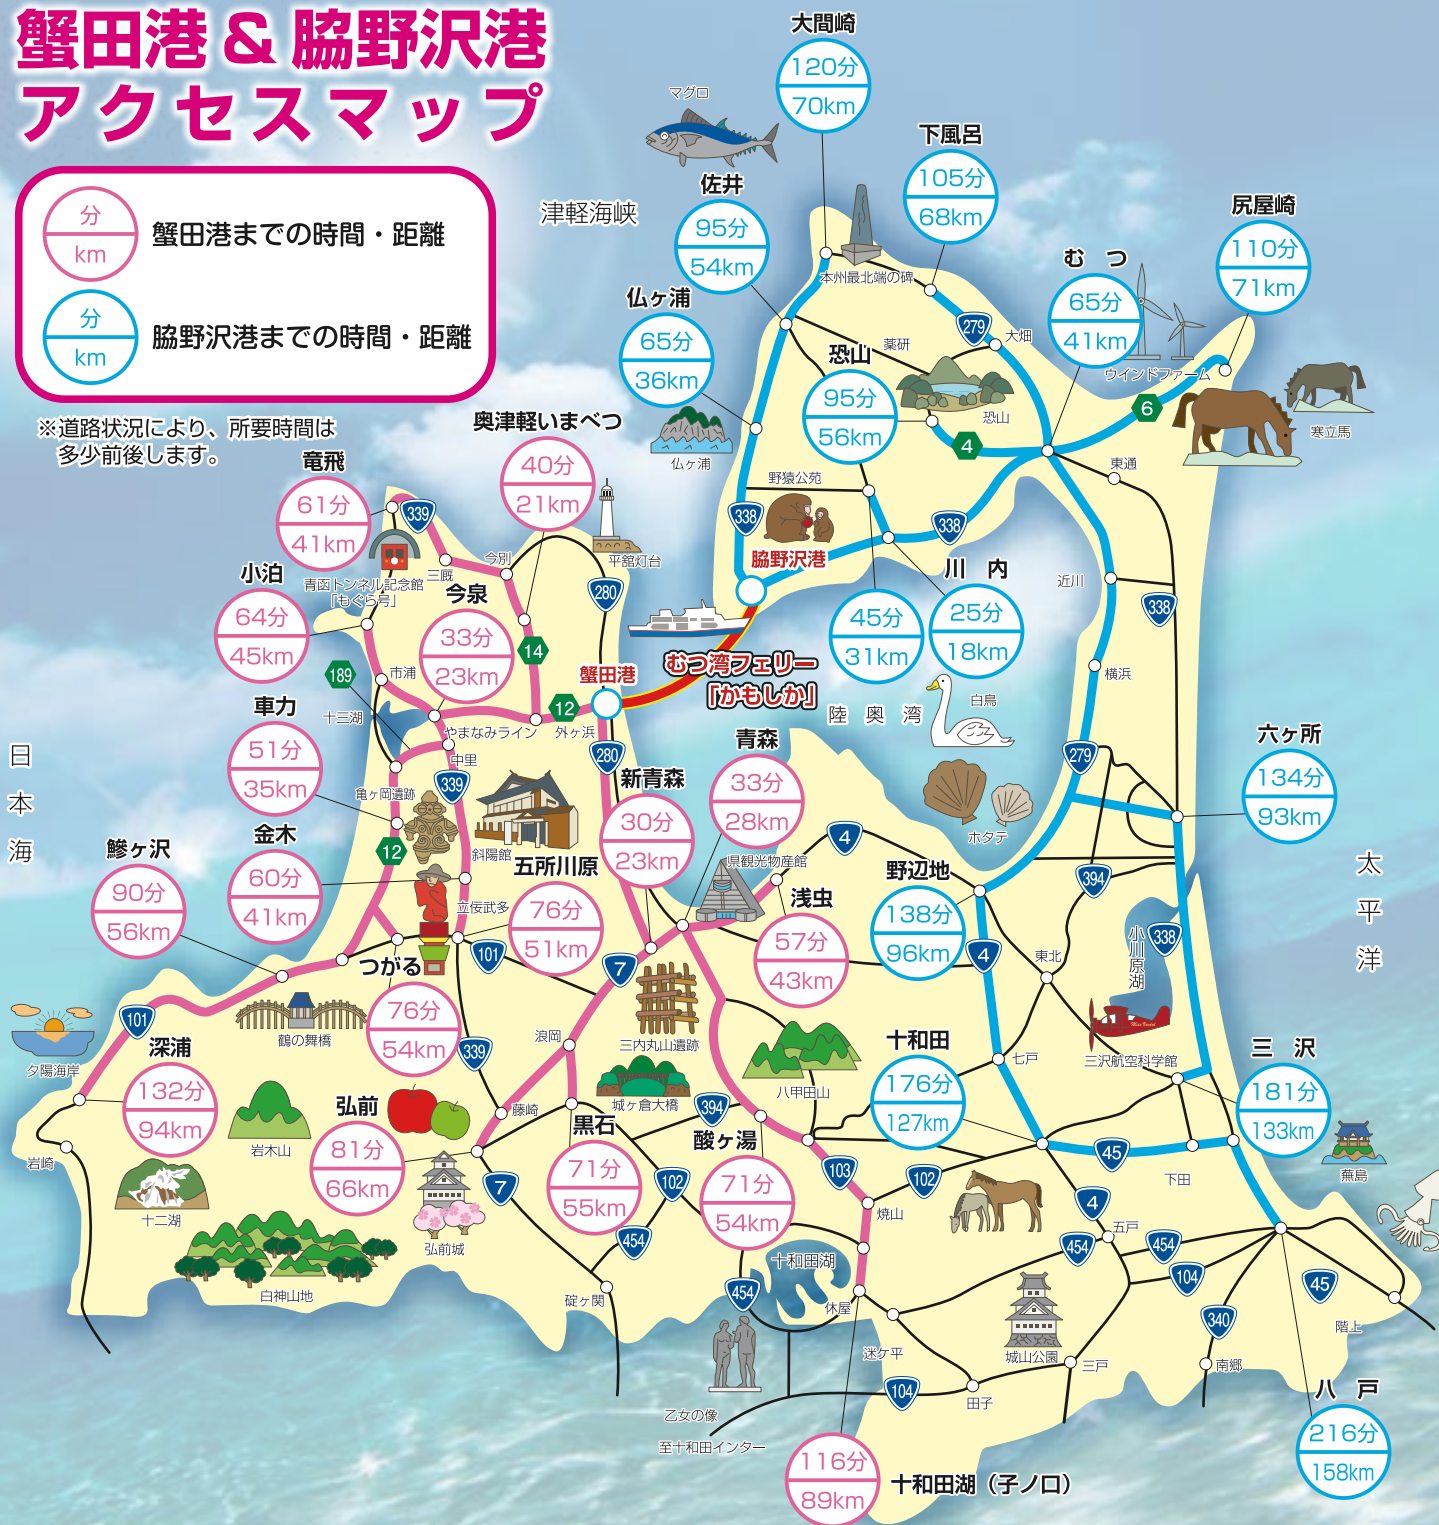 蟹田港&脇野沢港
アクセスマップ
分
km
蟹田港までの時間・距離
分
km
脇野沢港までの時間・距離
※道路状況により、所要時間は
多少前後します。
大間崎
120分
70km
マグロ
下風呂
105分
68km
佐井
95分
54km
津軽海峡
尻屋崎
110分
71km
む つ
65分
41km
本州最北端の碑
仏ヶ浦
65分
36km
279
大畑
薬研
恐山
95分
56km
ウインドファーム
6
恐山
4
寒立馬
仏ヶ浦
東通
野猿公苑
338
338
脇野沢港
奥津軽いまべつ
40分
21km
竜飛
61分
41km
339
平舘灯台
今別
三厩
青函トンネル記念館
「もぐら号」
小泊
64分
45km
今泉
33分
23km
280
14
189
市浦
十三湖
蟹田港
12
外ヶ浜
やまなみライン
むつ湾フェリー
「かもしか」
川 内
25分
18km
45分
31km
近川
338
横浜
白鳥
陸奥湾
車力
51分
35km
中里
339
亀ヶ岡遺跡
280
日本海
青森
33分
28km
新青森
30分
23km
279
六ヶ所
134分
93km
ホタテ
金木
60分
41km
12
斜陽館
鰺ヶ沢
90分
56km
五所川原
76分
51km
立佞武多
県観光物産館
4
浅虫
57分
43km
野辺地
138分
96km
394
太平洋
小川原湖
338
東北
4
101
7
つがる
76分
54km
339
鶴の舞橋
101
夕陽海岸
深浦
132分
94km
浪岡
三内丸山遺跡
十和田
176分
127km
七戸
三沢航空科学館
三 沢
181分
133km
八甲田山
城ヶ倉大橋
394
藤崎
弘前
81分
66km
岩木山
黒石
71分
55km
酸ヶ湯
71分
54km
岩崎
十二湖
7
102
103
102
45
下田
蕪島
弘前城
454
焼山
4
五戸
454
454
104
45
白神山地
十和田湖
454
休屋
碇ヶ関
340
階上
迷ケ平
城山公園
三戸
南郷
104
田子
乙女の像
至十和田インター
116分
89km
十和田湖（子ノ口）
八 戸
216分
158km